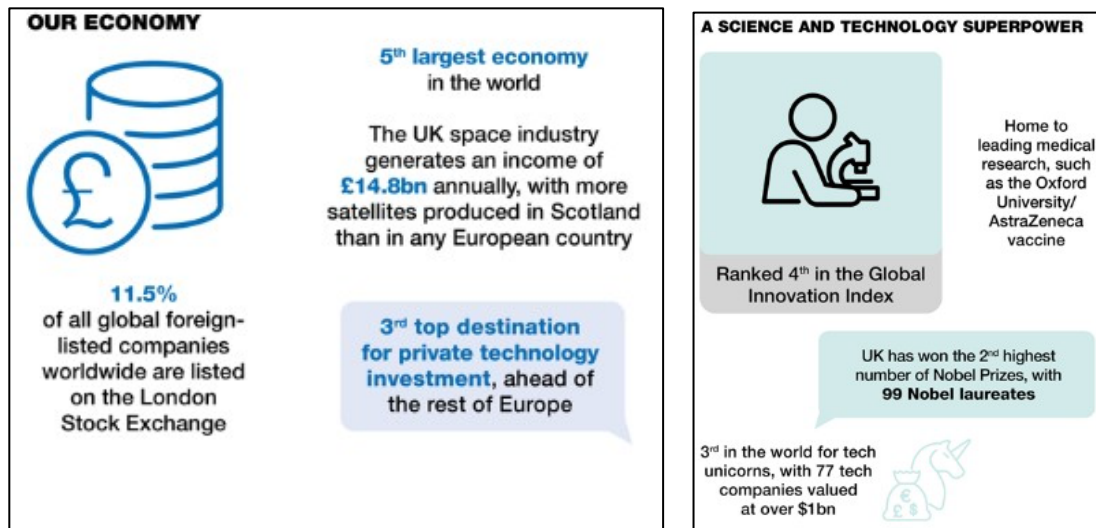 OUR ECONOMY
5th largest economy
in the world
The UK space industry
generates an income of
£14.8bn annually, with more
satellites produced in Scotland
than in any European country
£
11.5%
of all global foreign-
listed companies
worldwide are listed
on the London
Stock Exchange
3rd top destination
for private technology
investment, ahead of
the rest of Europe
A SCIENCE AND TECHNOLOGY SUPERPOWER
Ranked 4th in the Global
Innovation Index
Home to
leading medical
research, such
as the Oxford
University/
AstraZeneca
vaccine
UK has won the 2nd highest
number of Nobel Prizes, with
99 Nobel laureates
3rd in the world for tech
unicorns, with 77 tech
companies valued
at over $1bn
€
£ $